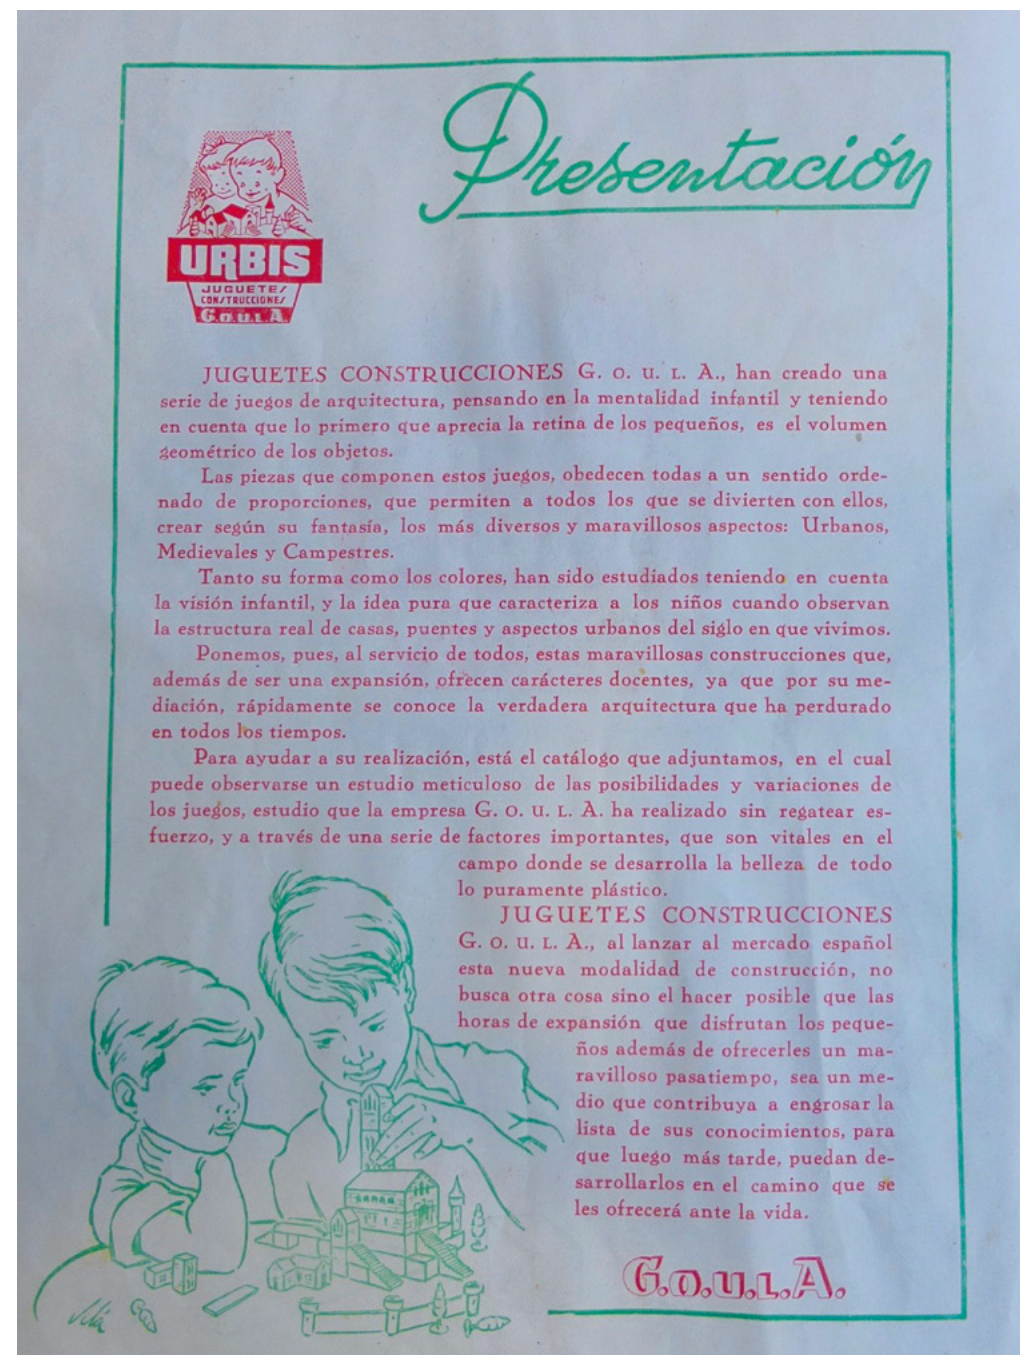 Presentación
URBIS
JUGUETES
CONSTRUCCIONES
G.O.U.L.A.
JUGUETES CONSTRUCCIONES G. O. U. L. A., han creado una
serie de juegos de arquitectura, pensando en la mentalidad infantil y teniendo
en cuenta que lo primero que aprecia la retina de los pequeños, es el volumen
geométrico de los objetos.
Las piezas que componen estos juegos, obedecen todas a un sentido orde-
nado de proporciones, que permiten a todos los que se divierten con ellos,
crear según su fantasía, los más diversos y maravillosos aspectos: Urbanos,
Medievales y Campestres.
Tanto su forma como los colores, han sido estudiados teniendo en cuenta
la visión infantil, y la idea pura que caracteriza a los niños cuando observan
la estructura real de casas, puentes y aspectos urbanos del siglo en que vivimos.
Ponemos, pues, al servicio de todos, estas maravillosas construcciones que,
además de ser una expansión, ofrecen carácteres docentes, ya que por su me-
diación, rápidamente se conoce la verdadera arquitectura que ha perdurado
en todos los tiempos.
Para ayudar a su realización, está el catálogo que adjuntamos, en el cual
puede observarse un estudio meticuloso de las posibilidades y variaciones de
los juegos, estudio que la empresa G. O. U. L. A. ha realizado sin regatear es-
fuerzo, y a través de una serie de factores importantes, que son vitales en el
campo donde se desarrolla la belleza de todo
lo puramente plástico.
JUGUETES CONSTRUCCIONES
G. O. U. L. A., al lanzar al mercado español
esta nueva modalidad de construcción, no
busca otra cosa sino el hacer posible que las
horas de expansión que disfrutan los peque-
ños además de ofrecerles un ma-
ravilloso pasatiempo, sea un me-
dio que contribuya a engrosar la
lista de sus conocimientos, para
que luego más tarde, puedan de-
sarrollarlos en el camino que se
les ofrecerá ante la vida.
G.O.U.L.A.